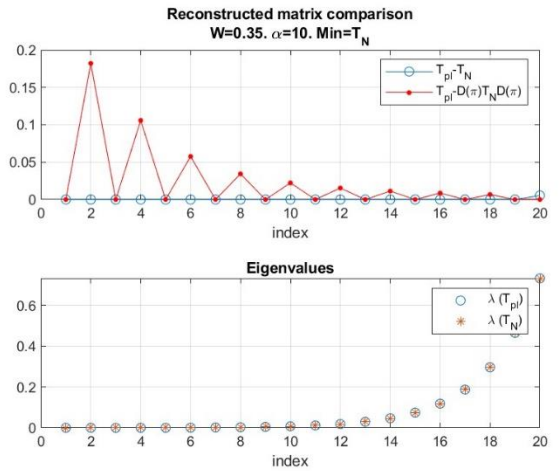 Reconstructed matrix comparison
W=0.35. α=10. Min=T_N
0.2
0.15
0.1
0.05
0
T_pl-T_N
T_pl-D(π)T_ND(π)
0 2 4 6 8 10 12 14 16 18 20
index
Eigenvalues
0.6
0.4
0.2
0
λ (T_pl)
λ (T_N)
0 2 4 6 8 10 12 14 16 18 20
index